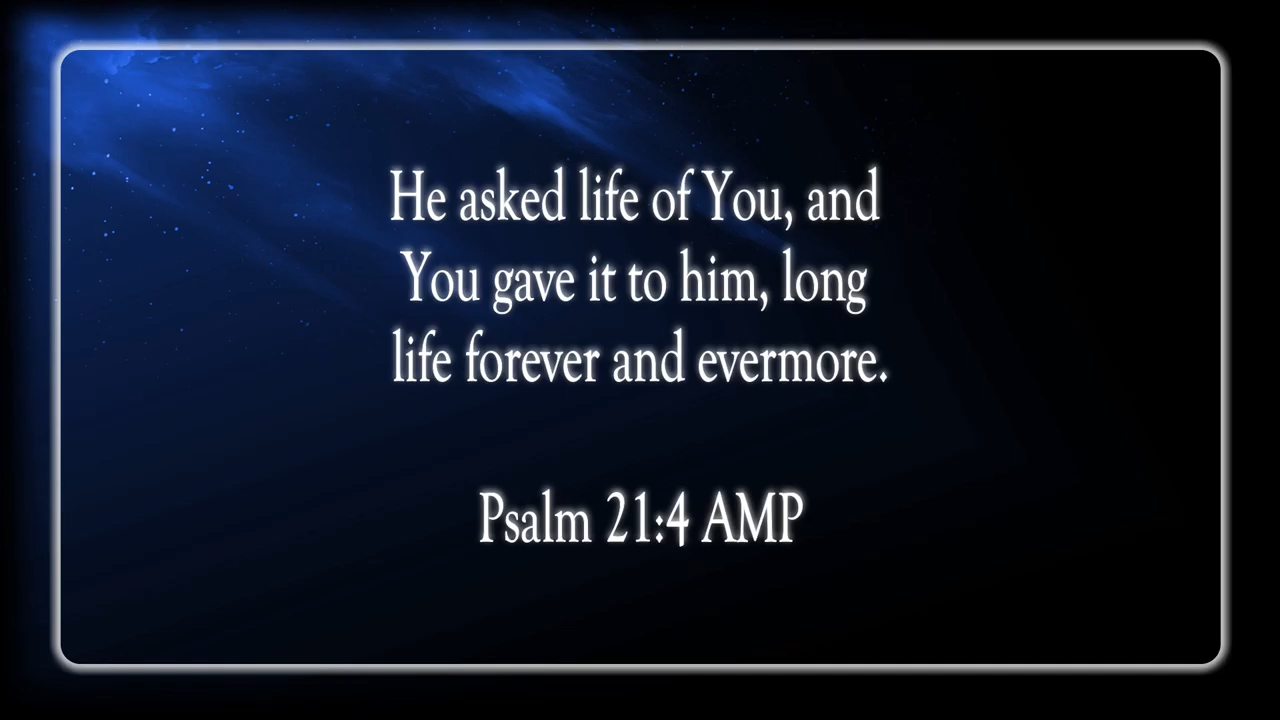 He asked life of You, and
You gave it to him, long
life forever and evermore.
Psalm 21:4 AMP